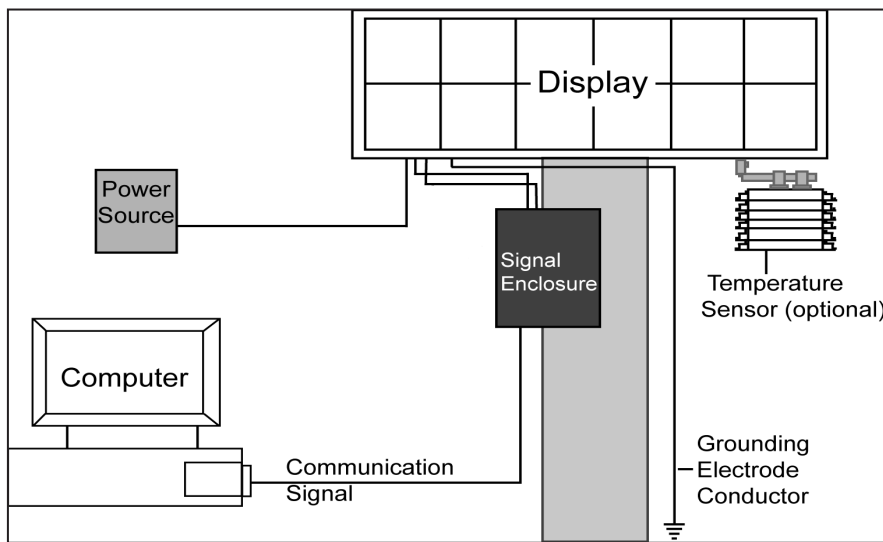 Display
Power
Source
Signal
Enclosure
Temperature
Sensor (optional)
Computer
Communication
Signal
Grounding
Electrode
Conductor